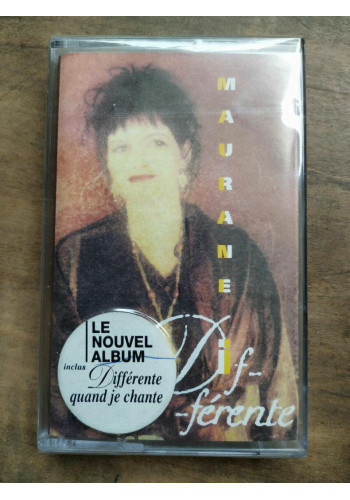 MAURANE
Dif-
-férente
LE
NOUVEL
ALBUM
inclus
Différente
quand je chante